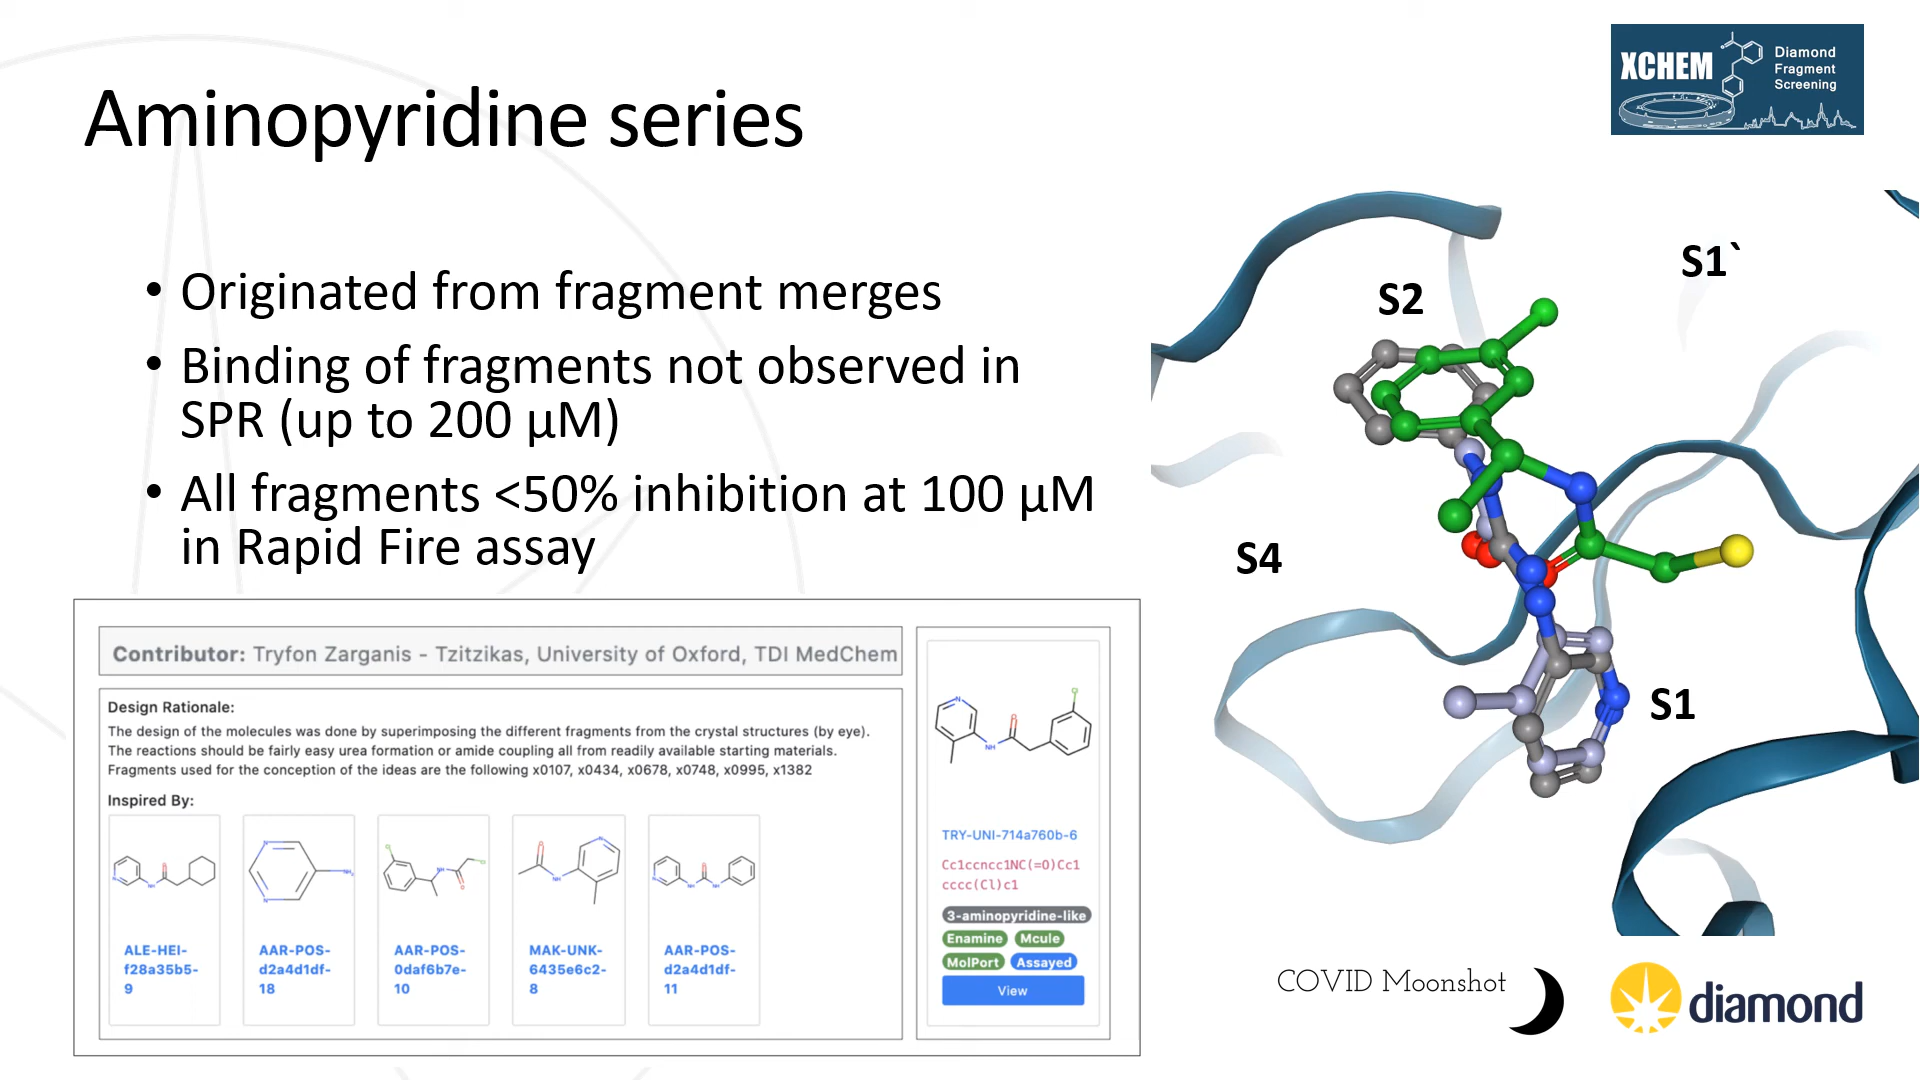 XCHEM
Diamond
Fragment
Screening
Aminopyridine series
• Originated from fragment merges
• Binding of fragments not observed in
SPR (up to 200 µM)
• All fragments <50% inhibition at 100 µM
in Rapid Fire assay
S1`
S2
S4
S1
Contributor: Tryfon Zarganis - Tzitzikas, University of Oxford, TDI MedChem
Design Rationale:
The design of the molecules was done by superimposing the different fragments from the crystal structures (by eye).
The reactions should be fairly easy urea formation or amide coupling all from readily available starting materials.
Fragments used for the conception of the ideas are the following x0107, x0434, x0678, x0748, x0995, x1382
Inspired By:
ALE-HEI-
f28a35b5-
9
AAR-POS-
d2a4d1df-
18
AAR-POS-
0daf6b7e-
10
MAK-UNK-
6435e6c2-
8
AAR-POS-
d2a4d1df-
11
TRY-UNI-714a760b-6
Cc1ccncc1NC(=O)Cc1
cccc(Cl)c1
3-aminopyridine-like
Enamine Mcule
MolPort Assayed
View
COVID Moonshot
diamond